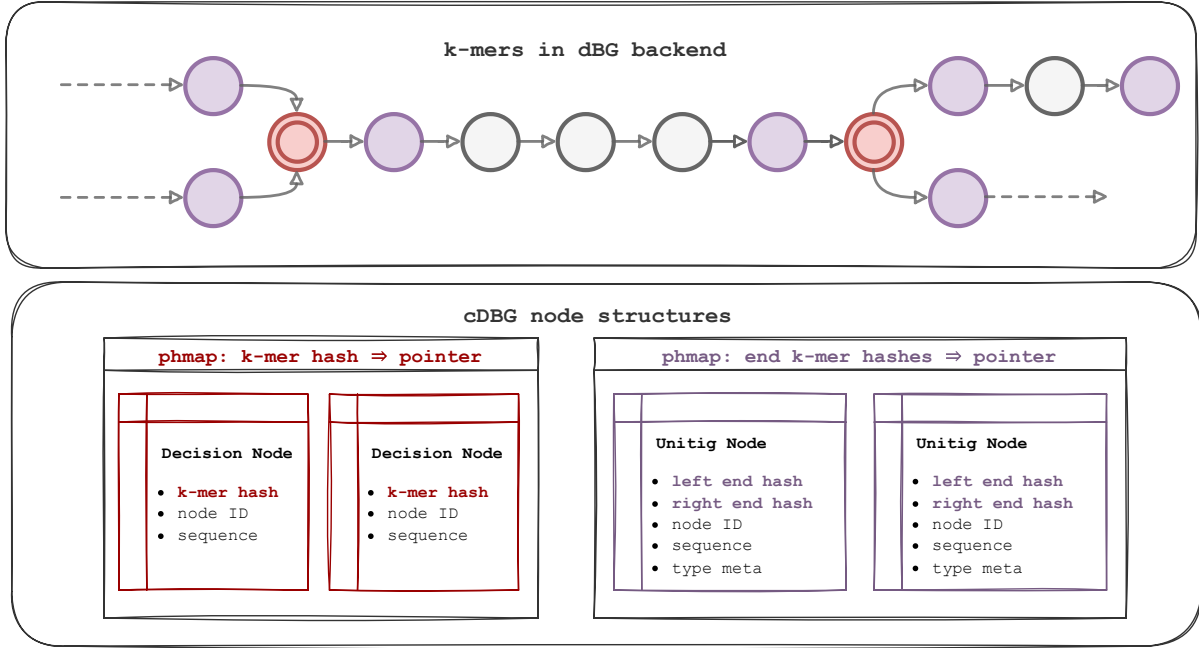 k-mers in dBG backend
cDBG node structures
phmap: k-mer hash ⇒ pointer
Decision Node
• k-mer hash
• node ID
• sequence
Decision Node
• k-mer hash
• node ID
• sequence
phmap: end k-mer hashes ⇒ pointer
Unitig Node
• left end hash
• right end hash
• node ID
• sequence
• type meta
Unitig Node
• left end hash
• right end hash
• node ID
• sequence
• type meta